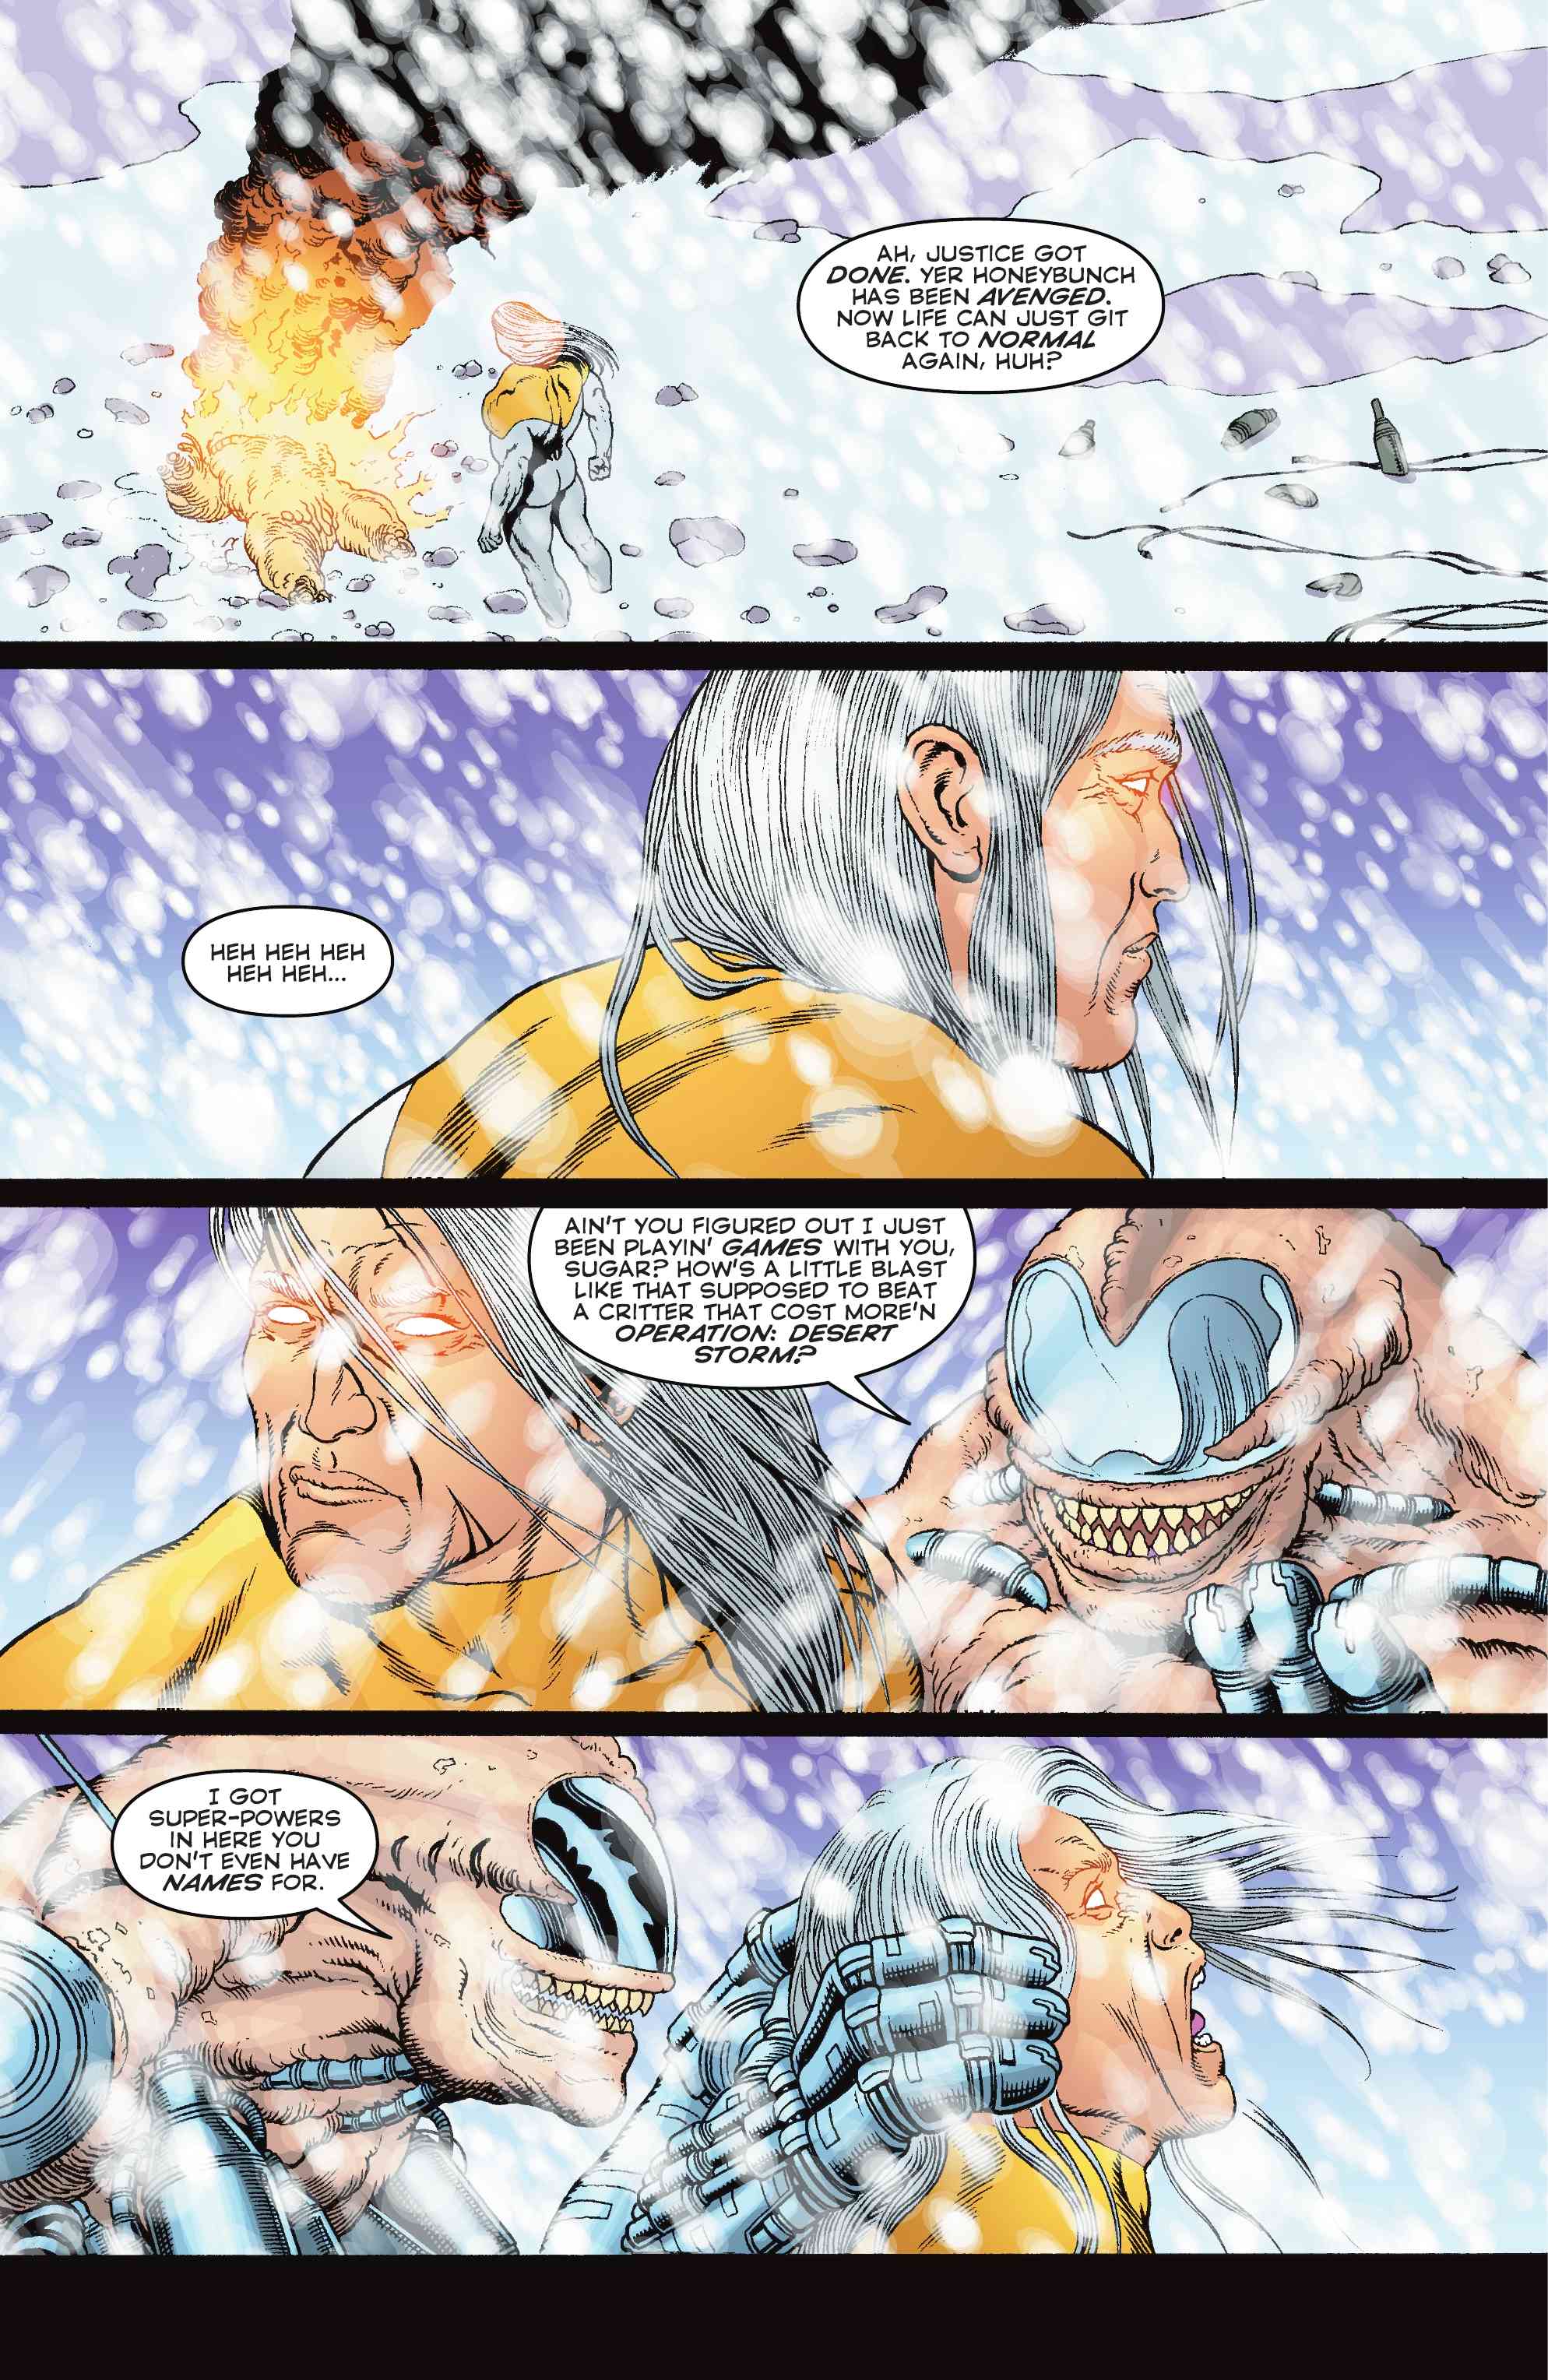 AH, JUSTICE GOT
DONE. YER HONEYBUNCH
HAS BEEN AVENGED.
NOW LIFE CAN JUST GIT
BACK TO NORMAL
AGAIN, HUH?
HEH HEH HEH
HEH HEH...
AIN'T YOU FIGURED OUT I JUST
BEEN PLAYIN' GAMES WITH YOU,
SUGAR? HOW'S A LITTLE BLAST
LIKE THAT SUPPOSED TO BEAT
A CRITTER THAT COST MORE'N
OPERATION: DESERT
STORM?
I GOT
SUPER-POWERS
IN HERE YOU
DON'T EVEN HAVE
NAMES FOR.